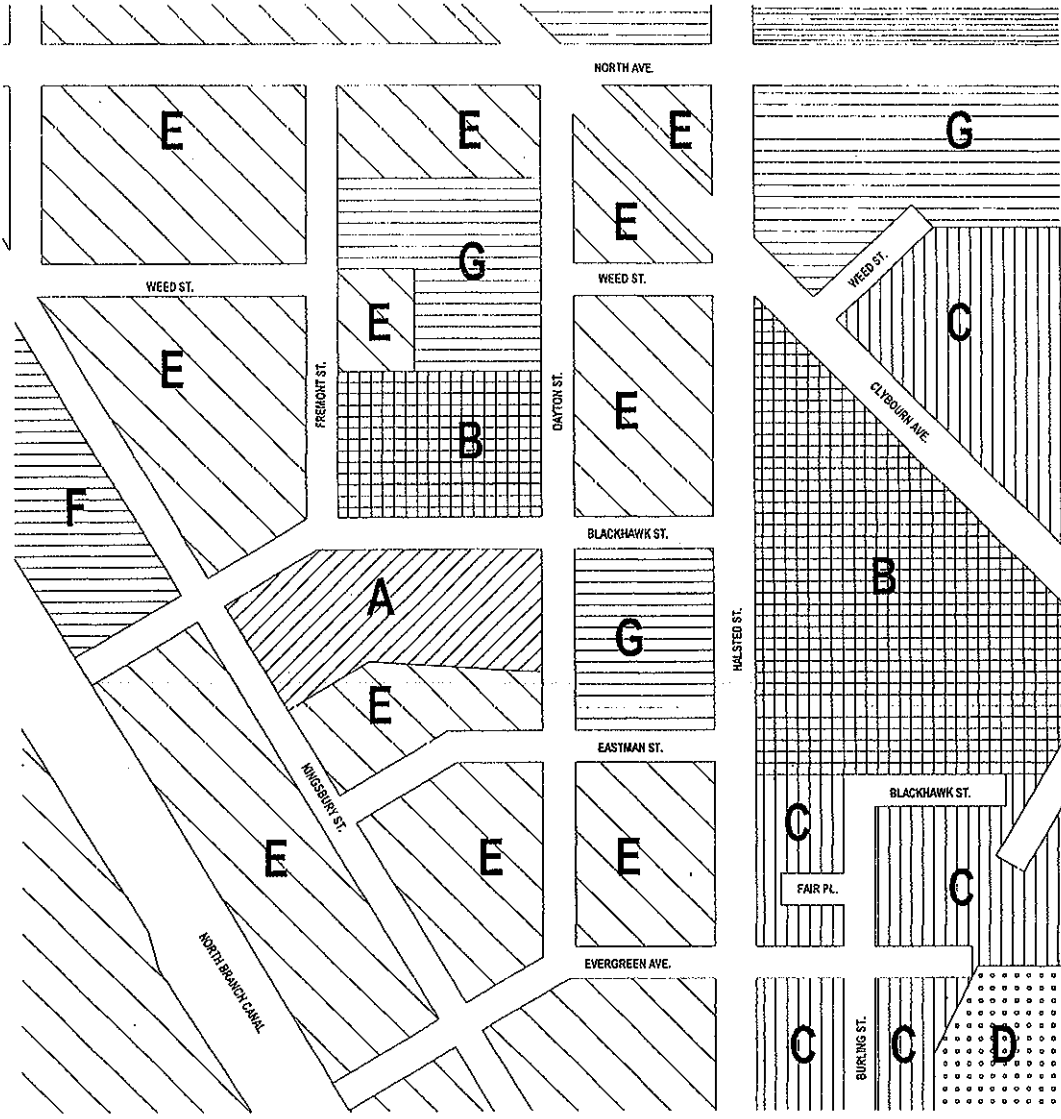 NORTH AVE.
E
E
E
G
E
G
WEED ST.
WEED ST.
WEED ST.
E
C
E
FREMONT ST.
DAYTON ST.
E
CLYBOURN AVE.
B
F
BLACKHAWK ST.
B
A
G
HALSTED ST.
E
EASTMAN ST.
KINGSBURY ST.
BLACKHAWK ST.
C
E
E
E
FAIR PL.
C
NORTH BRANCH CANAL
EVERGREEN AVE.
BURLING ST.
C
C
D